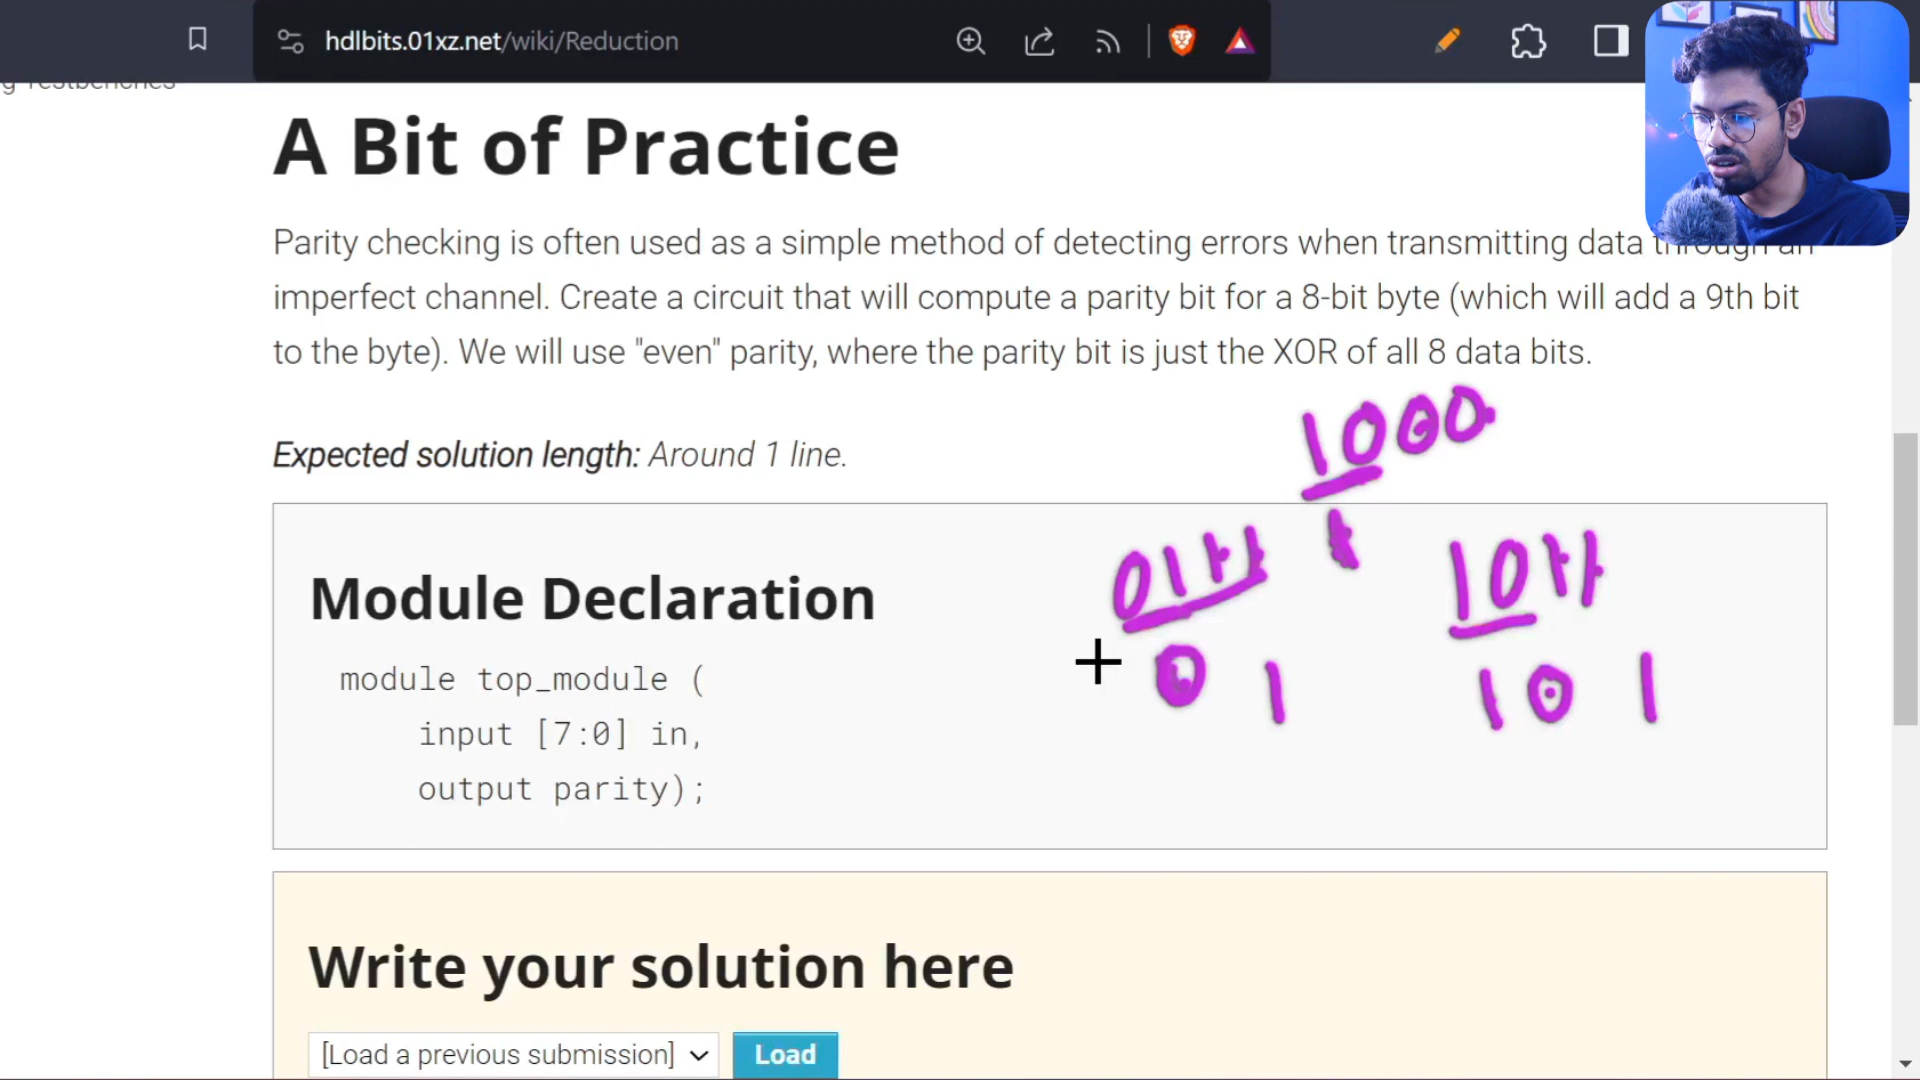 hdlbits.01xz.net/wiki/Reduction
g Testbenches
A Bit of Practice
Parity checking is often used as a simple method of detecting errors when transmitting data through an
imperfect channel. Create a circuit that will compute a parity bit for a 8-bit byte (which will add a 9th bit
to the byte). We will use "even" parity, where the parity bit is just the XOR of all 8 data bits.
1000
Expected solution length: Around 1 line.
0111
1011
Module Declaration
0 1
1 0 1
module top_module (
input [7:0] in,
output parity);
Write your solution here
[Load a previous submission]
Load